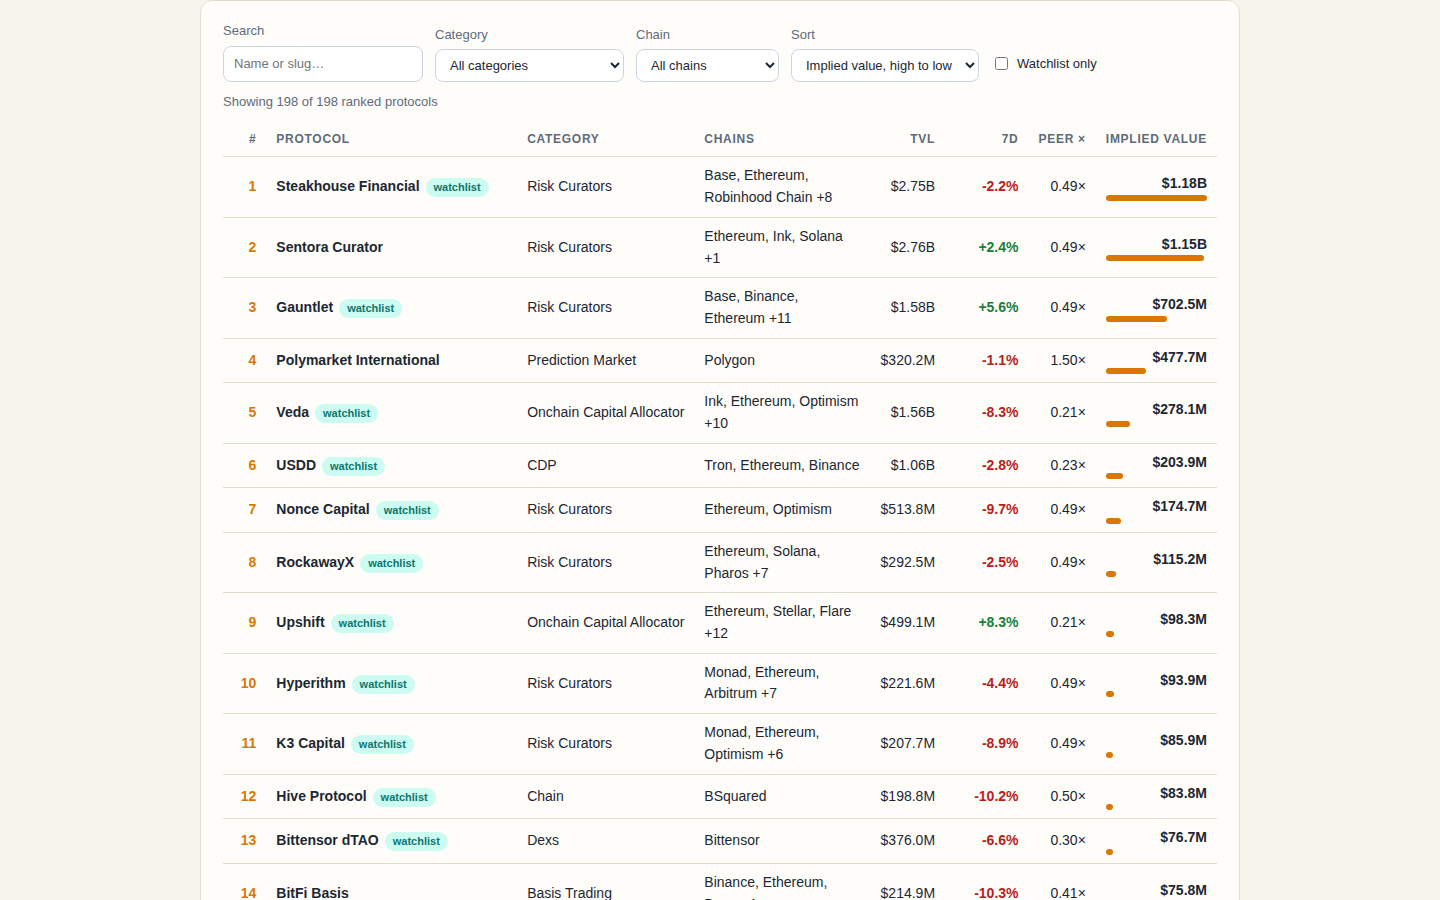 Search
Category
Chain
Sort
Name or slug…
All categories
All chains
Implied value, high to low
Watchlist only
Showing 198 of 198 ranked protocols
# PROTOCOL CATEGORY CHAINS TVL 7D PEER × IMPLIED VALUE
1 Steakhouse Financial watchlist Risk Curators Base, Ethereum, Robinhood Chain +8 $2.75B -2.2% 0.49× $1.18B
2 Sentora Curator Risk Curators Ethereum, Ink, Solana +1 $2.76B +2.4% 0.49× $1.15B
3 Gauntlet watchlist Risk Curators Base, Binance, Ethereum +11 $1.58B +5.6% 0.49× $702.5M
4 Polymarket International Prediction Market Polygon $320.2M -1.1% 1.50× $477.7M
5 Veda watchlist Onchain Capital Allocator Ink, Ethereum, Optimism +10 $1.56B -8.3% 0.21× $278.1M
6 USDD watchlist CDP Tron, Ethereum, Binance $1.06B -2.8% 0.23× $203.9M
7 Nonce Capital watchlist Risk Curators Ethereum, Optimism $513.8M -9.7% 0.49× $174.7M
8 RockawayX watchlist Risk Curators Ethereum, Solana, Pharos +7 $292.5M -2.5% 0.49× $115.2M
9 Upshift watchlist Onchain Capital Allocator Ethereum, Stellar, Flare +12 $499.1M +8.3% 0.21× $98.3M
10 Hyperithm watchlist Risk Curators Monad, Ethereum, Arbitrum +7 $221.6M -4.4% 0.49× $93.9M
11 K3 Capital watchlist Risk Curators Monad, Ethereum, Optimism +6 $207.7M -8.9% 0.49× $85.9M
12 Hive Protocol watchlist Chain BSquared $198.8M -10.2% 0.50× $83.8M
13 Bittensor dTAO watchlist Dexs Bittensor $376.0M -6.6% 0.30× $76.7M
14 BitFi Basis Basis Trading Binance, Ethereum, $214.9M -10.3% 0.41× $75.8M